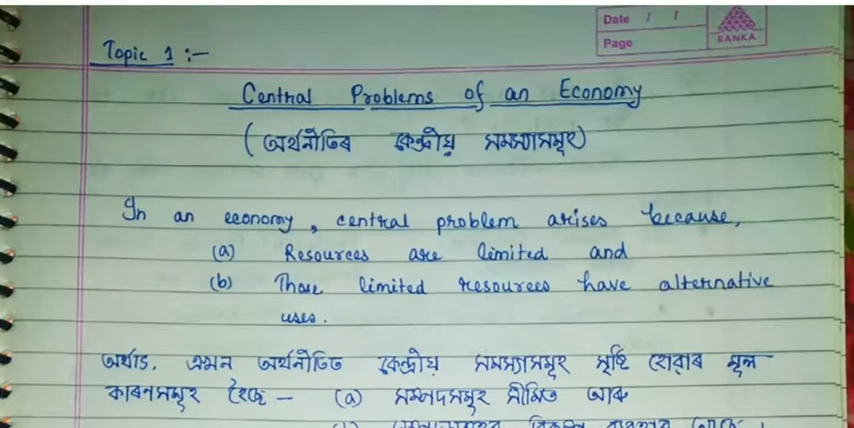 Date / /
Page
RANKA
Topic 1 :-
Central Problems of an Economy
(অৰ্থনীতিৰ কেন্দ্ৰীয় সমস্যাসমূহ)
In an economy, central problem arises because,
(a) Resources are limited and
(b) Those limited resources have alternative
uses.
অৰ্থাৎ, এখন অৰ্থনীতিত কেন্দ্ৰীয় সমস্যাসমূহ সৃষ্টি হোৱাৰ মূল
কাৰণসমূহ হৈছে - (a) সম্পদসমূহ সীমিত আৰু